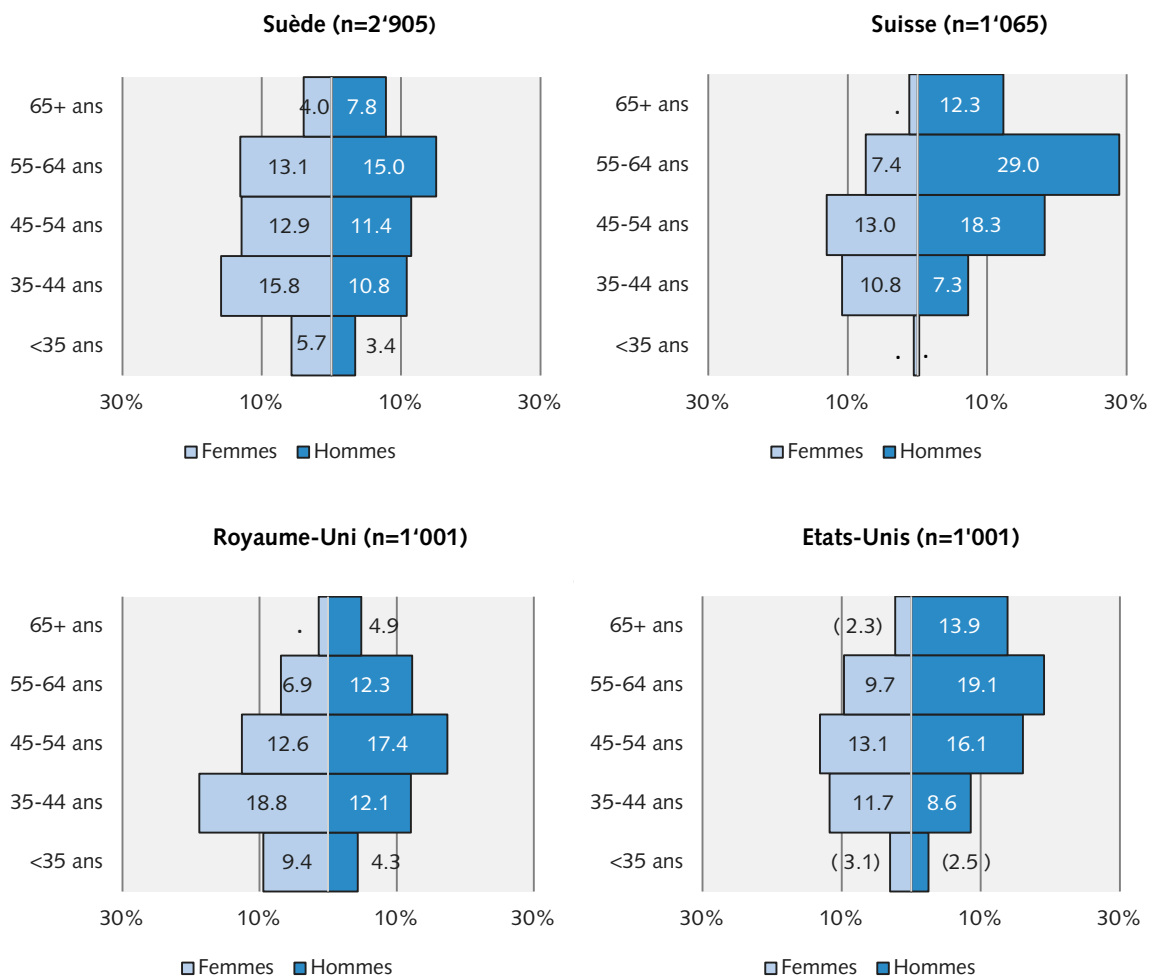 Suède (n=2‘905)
65+ ans 4.0 7.8
55-64 ans 13.1 15.0
45-54 ans 12.9 11.4
35-44 ans 15.8 10.8
<35 ans 5.7 3.4
30% 10% 10% 30%
Femmes Hommes
Suisse (n=1‘065)
65+ ans . 12.3
55-64 ans 7.4 29.0
45-54 ans 13.0 18.3
35-44 ans 10.8 7.3
<35 ans . .
30% 10% 10% 30%
Femmes Hommes
Royaume-Uni (n=1‘001)
65+ ans . 4.9
55-64 ans 6.9 12.3
45-54 ans 12.6 17.4
35-44 ans 18.8 12.1
<35 ans 9.4 4.3
30% 10% 10% 30%
Femmes Hommes
Etats-Unis (n=1'001)
65+ ans ( 2.3) 13.9
55-64 ans 9.7 19.1
45-54 ans 13.1 16.1
35-44 ans 11.7 8.6
<35 ans ( 3.1) (2.5 )
30% 10% 10% 30%
Femmes Hommes